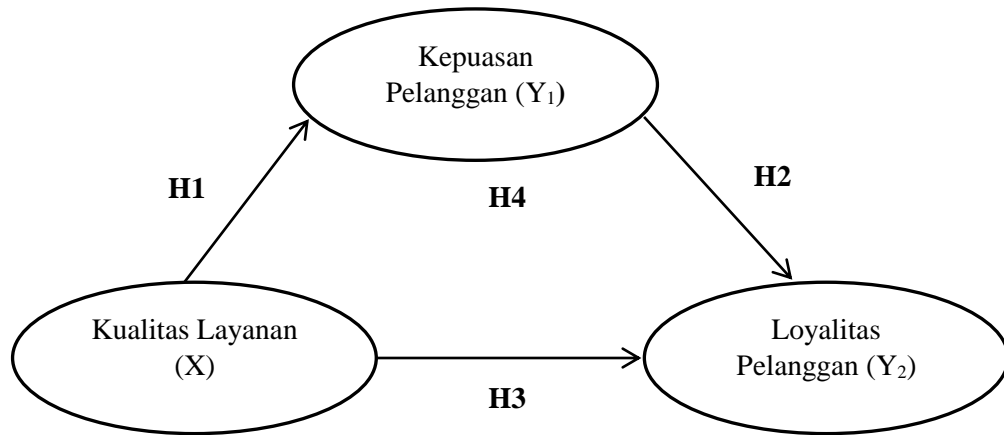 Kepuasan
Pelanggan (Y₁)
H1
H4
H2
Kualitas Layanan
(X)
Loyalitas
Pelanggan (Y₂)
H3